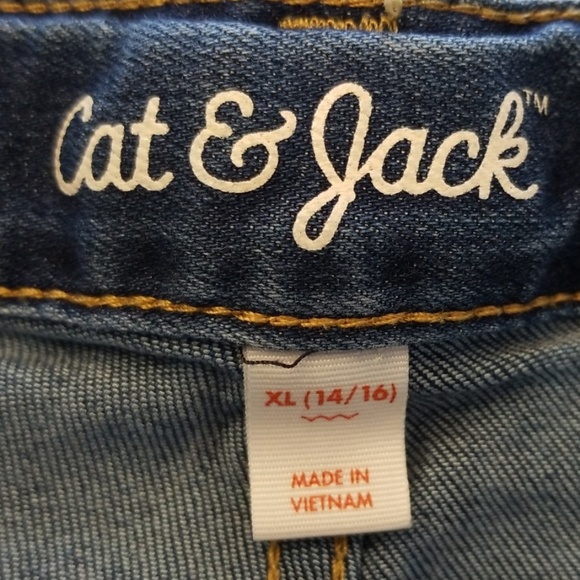 Cat & Jack™
XL (14/16)
MADE IN
VIETNAM